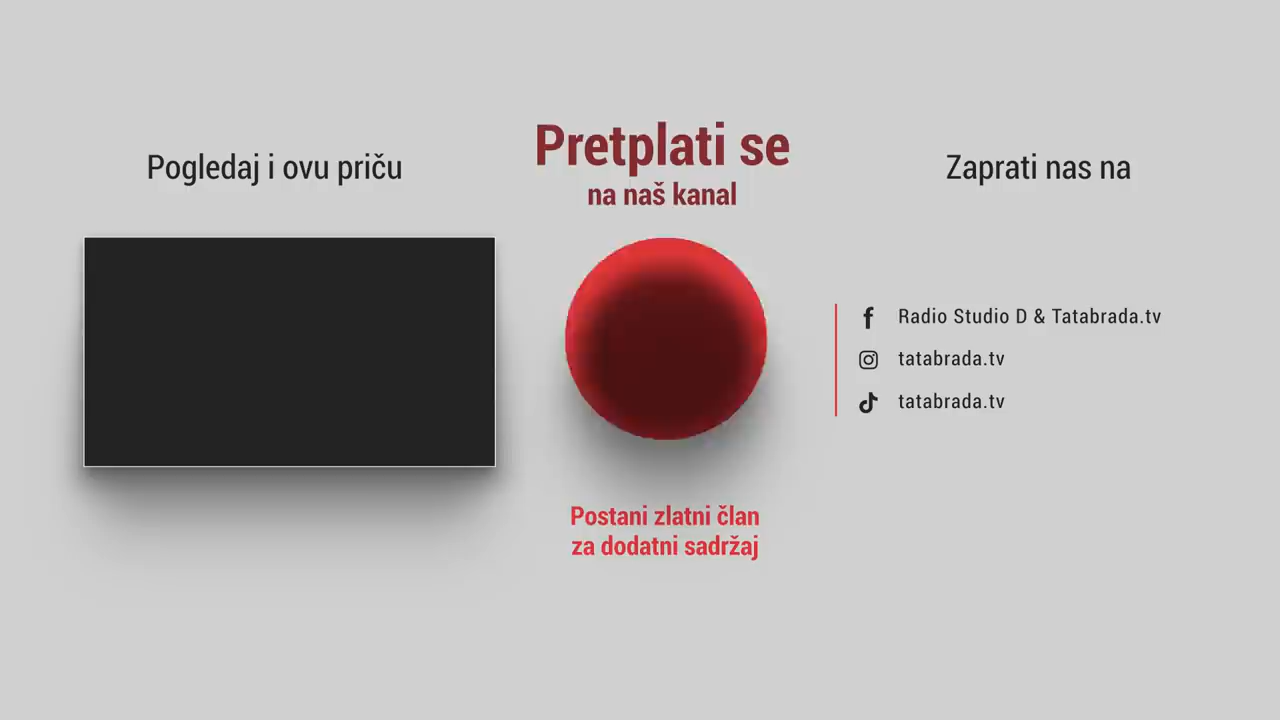 Pogledaj i ovu priču
Pretplati se
na naš kanal
Postani zlatni član
za dodatni sadržaj
Zaprati nas na
Radio Studio D & Tatabrada.tv
tatabrada.tv
tatabrada.tv